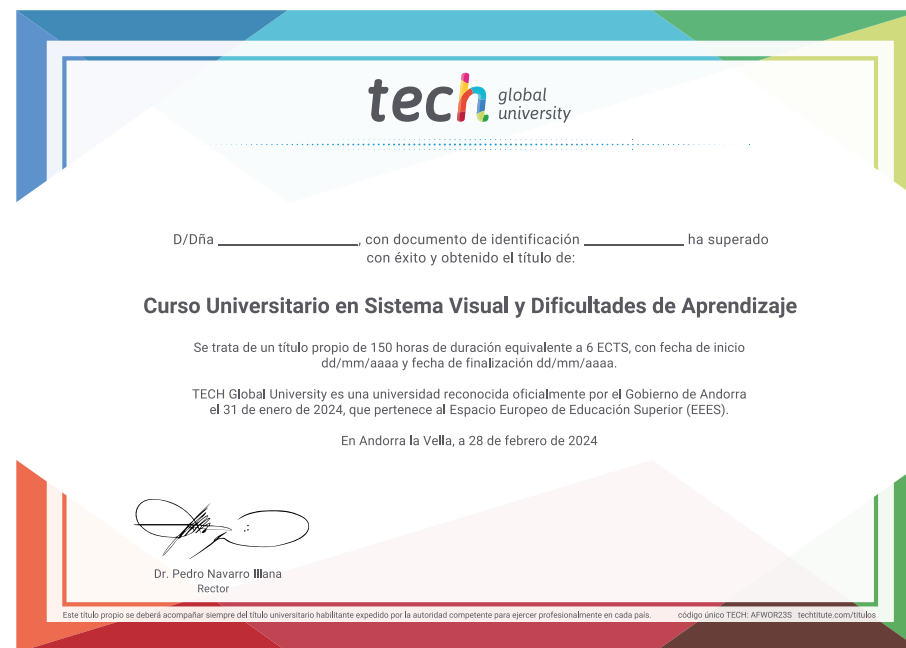 tech global
university
D/Dña ______________, con documento de identificación __________ ha superado
con éxito y obtenido el título de:
Curso Universitario en Sistema Visual y Dificultades de Aprendizaje
Se trata de un título propio de 150 horas de duración equivalente a 6 ECTS, con fecha de inicio
dd/mm/aaaa y fecha de finalización dd/mm/aaaa.
TECH Global University es una universidad reconocida oficialmente por el Gobierno de Andorra
el 31 de enero de 2024, que pertenece al Espacio Europeo de Educación Superior (EEES).
En Andorra la Vella, a 28 de febrero de 2024
Dr. Pedro Navarro Illana
Rector
Este título propio se deberá acompañar siempre del título universitario habilitante expedido por la autoridad competente para ejercer profesionalmente en cada país. código único TECH: AFWOR23S techtitute.com/titulos